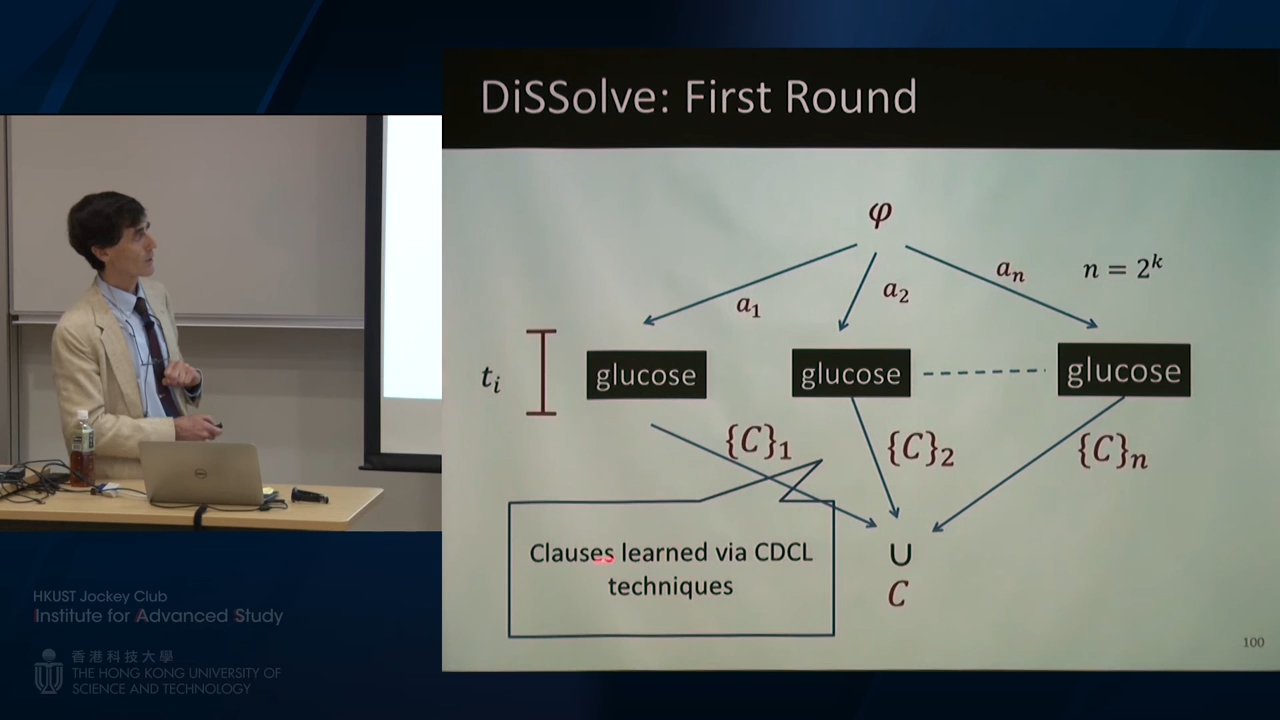 DiSSolve: First Round
φ
a₁
a₂
aₙ
n = 2ᵏ
tᵢ
glucose
glucose
glucose
{C}₁
{C}₂
{C}ₙ
Clauses learned via CDCL
techniques
∪
C
100
HKUST Jockey Club
Institute for Advanced Study
香港科技大學
THE HONG KONG UNIVERSITY OF
SCIENCE AND TECHNOLOGY